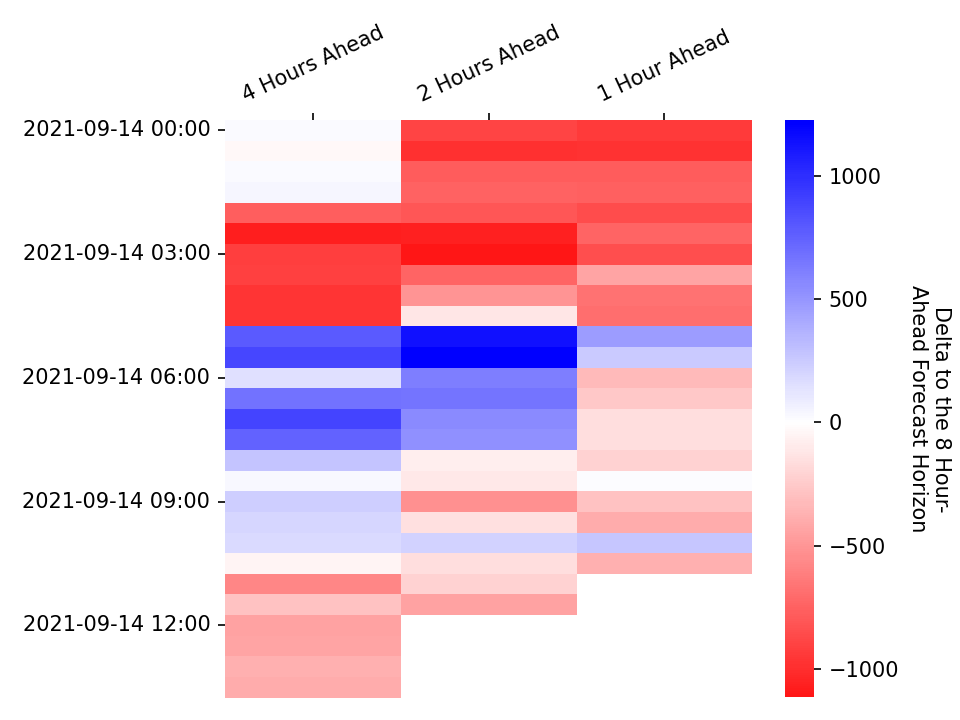 4 Hours Ahead
2 Hours Ahead
1 Hour Ahead
2021-09-14 00:00
2021-09-14 03:00
2021-09-14 06:00
2021-09-14 09:00
2021-09-14 12:00
1000
500
0
−500
−1000
Delta to the 8 Hour-
Ahead Forecast Horizon